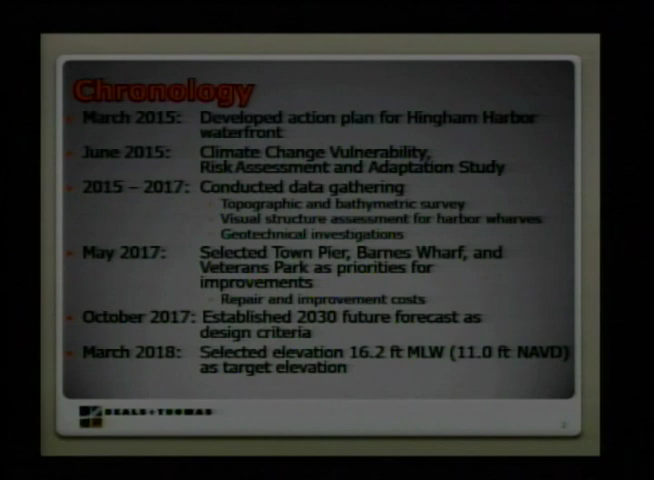 Chronology
March 2015: Developed action plan for Hingham Harbor
waterfront
June 2015: Climate Change Vulnerability,
Risk Assessment and Adaptation Study
2015 – 2017: Conducted data gathering
Topographic and bathymetric survey
Visual structure assessment for harbor wharves
Geotechnical investigations
May 2017: Selected Town Pier, Barnes Wharf, and
Veterans Park as priorities for
improvements
Repair and improvement costs
October 2017: Established 2030 future forecast as
design criteria
March 2018: Selected elevation 16.2 ft MLW (11.0 ft NAVD)
as target elevation
BEALS+THOMAS
2